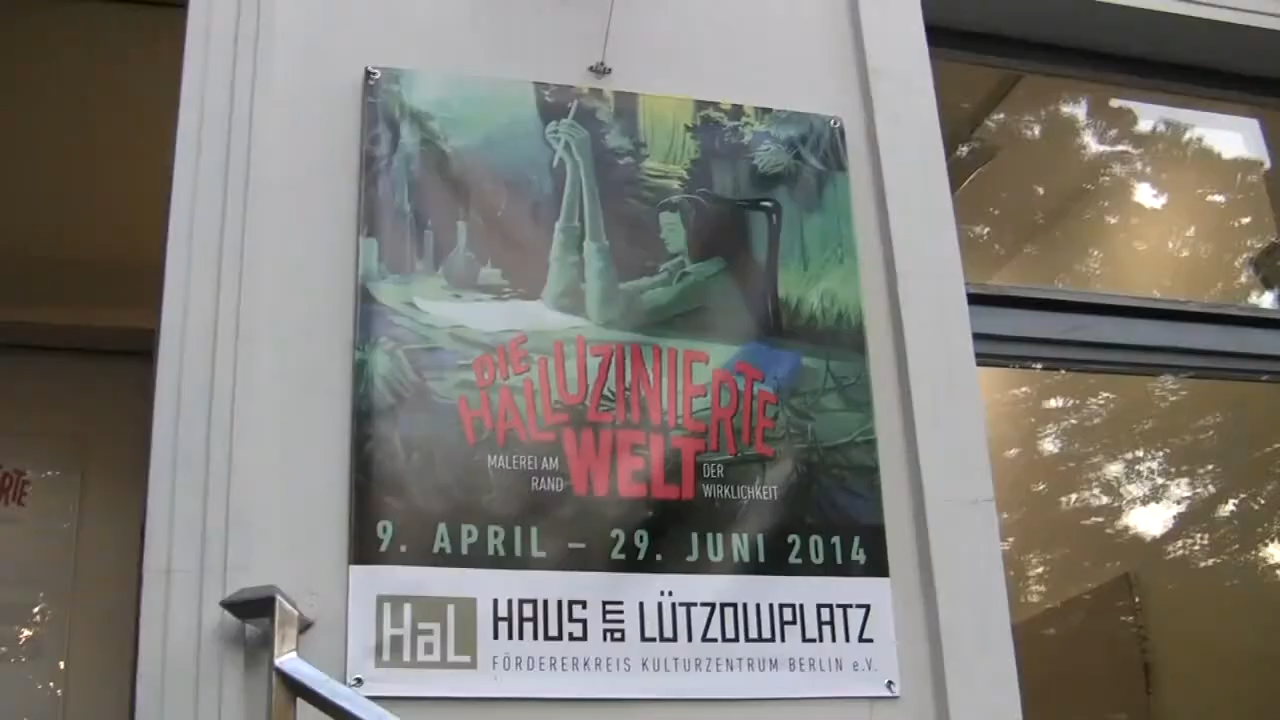 DIE
HALLUZINIERTE
WELT
MALEREI AM
RAND
DER
WIRKLICHKEIT
9. APRIL – 29. JUNI 2014
HaL
HAUS AM LÜTZOWPLATZ
FÖRDERERKREIS KULTURZENTRUM BERLIN e.V.